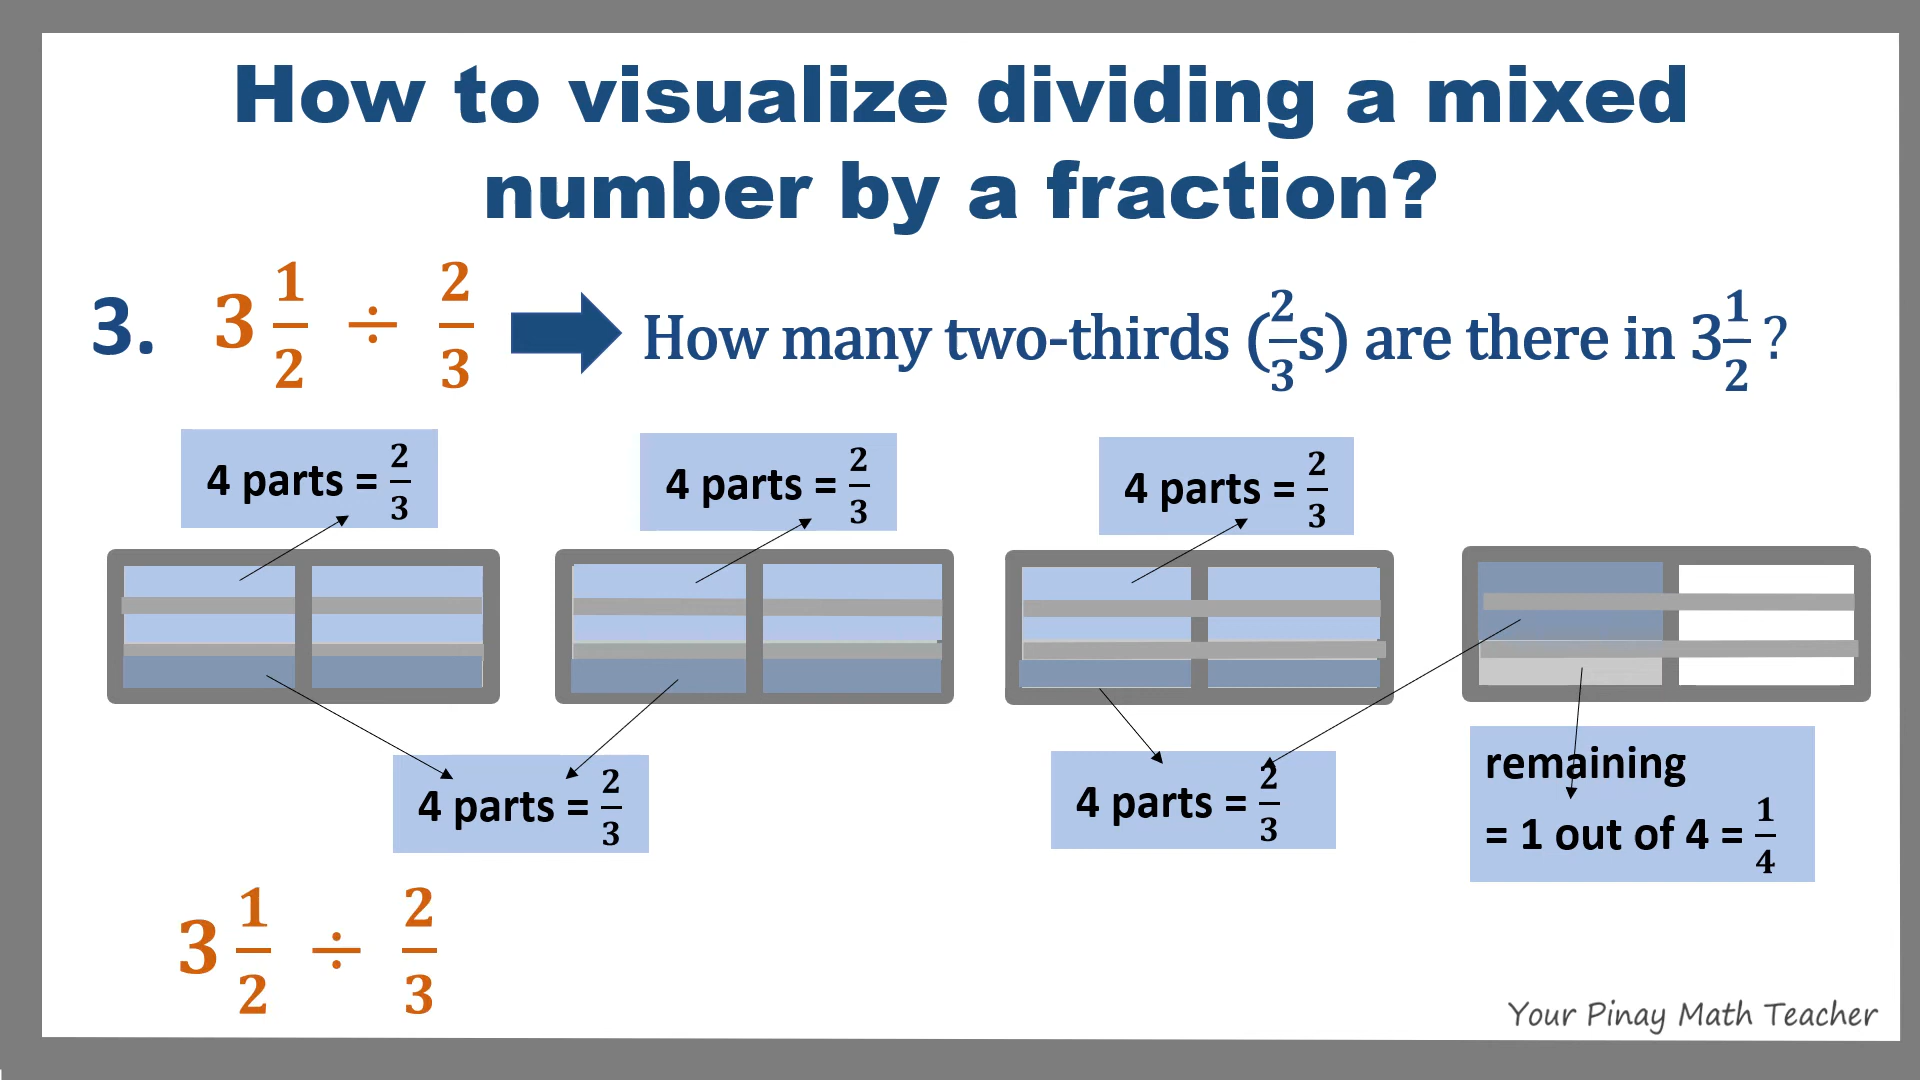 How to visualize dividing a mixed
number by a fraction?
3. 3 1/2 ÷ 2/3 How many two-thirds (2/3s) are there in 3 1/2 ?
4 parts = 2/3
4 parts = 2/3
4 parts = 2/3
4 parts = 2/3
4 parts = 2/3
remaining
= 1 out of 4 = 1/4
3 1/2 ÷ 2/3
Your Pinay Math Teacher